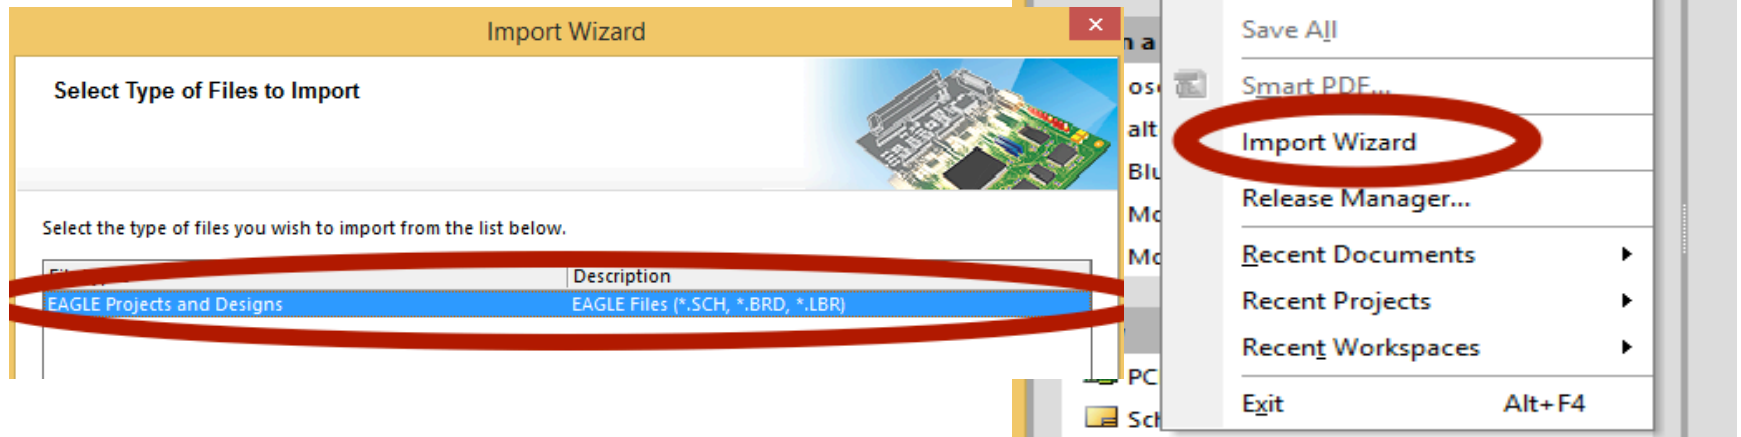 Import Wizard
Select Type of Files to Import
Select the type of files you wish to import from the list below.
Description
EAGLE Projects and Designs EAGLE Files (*.SCH, *.BRD, *.LBR)
Save All
Smart PDF...
Import Wizard
Release Manager...
Recent Documents
Recent Projects
Recent Workspaces
Exit Alt+F4